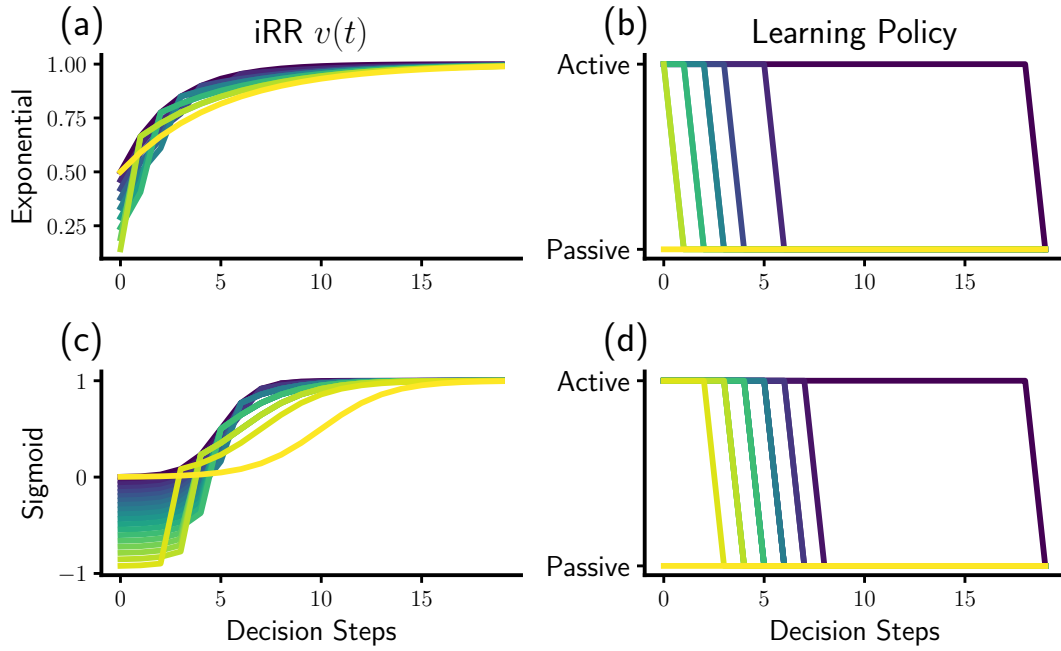 (a)
iRR v(t)
Exponential
1.00
0.75
0.50
0.25
0
5
10
15
(b)
Learning Policy
Active
Passive
0
5
10
15
(c)
Sigmoid
1
0
−1
0
5
10
15
Decision Steps
(d)
Active
Passive
0
5
10
15
Decision Steps